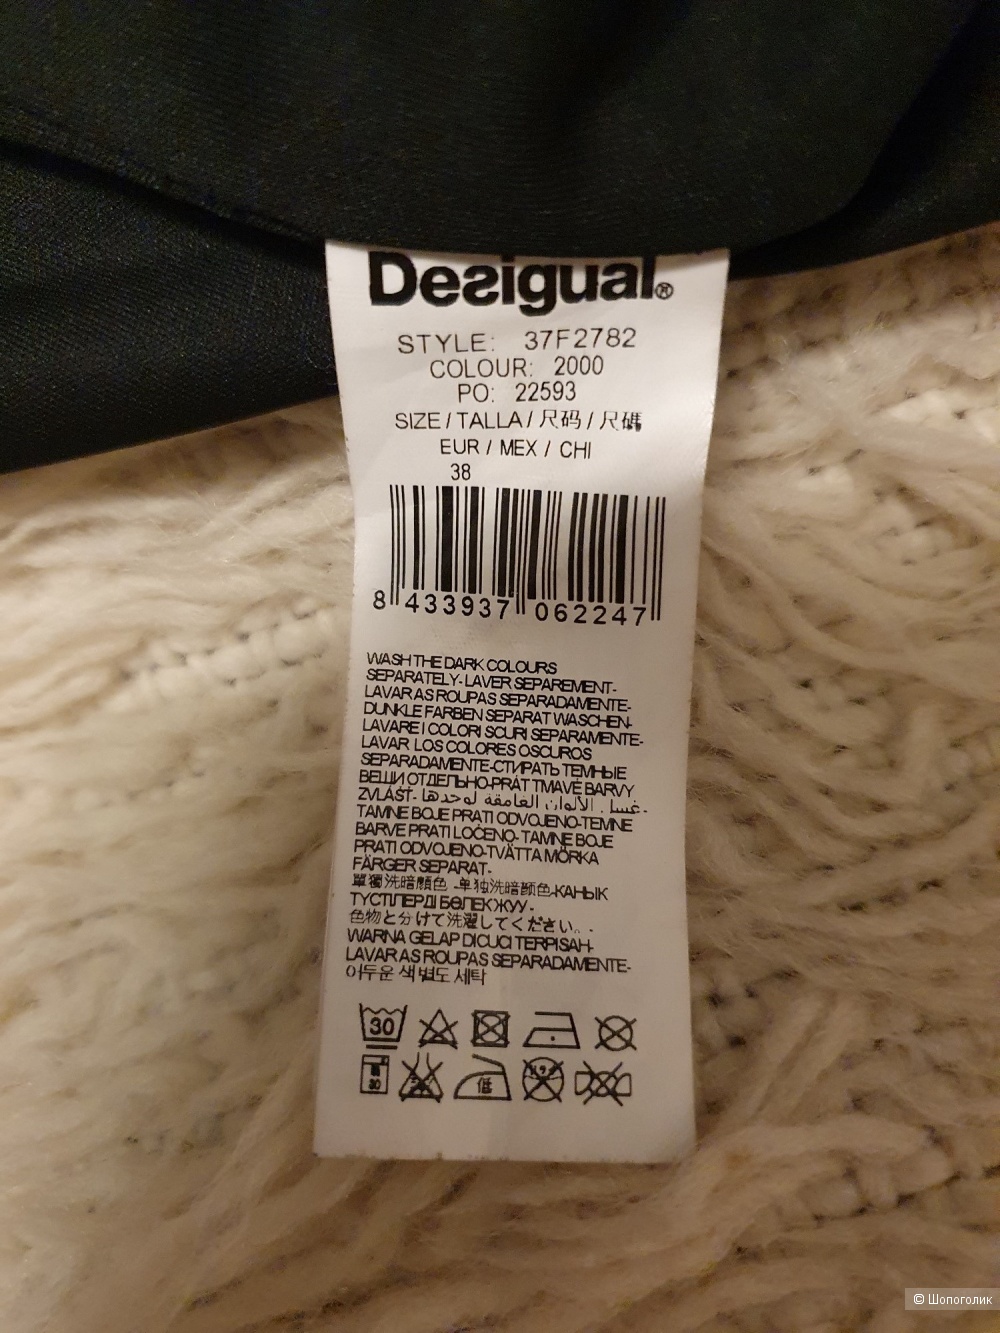 Desigual®
STYLE: 37F2782
COLOUR: 2000
PO: 22593
SIZE / TALLA / 尺码 / 尺碼
EUR / MEX / CHI
38
8 433937 062247
WASH THE DARK COLOURS
SEPARATELY-LAVER SEPAREMENT-
LAVAR AS ROUPAS SEPARADAMENTE-
DUNKLE FARBEN SEPARAT WASCHEN-
LAVARE I COLORI SCURI SEPARAMENTE-
LAVAR LOS COLORES OSCUROS
SEPARADAMENTE-СТИРАТЬ ТЕМНЫЕ
ВЕЩИ ОТДЕЛЬНО-PRÁT TMAVÉ BARVY
ZVLÁŠŤ- غسل الألوان الغامقة لوحدها -
TAMNE BOJE PRATI ODVOJENO-TEMNE
BARVE PRATI LOČENO- TAMNE BOJE
PRATI ODVOJENO-TVÄTTA MÖRKA
FÄRGER SEPARAT-
單獨洗暗顏色 -单独洗暗颜色-КАНЫК
ТҮСТІЛЕРДІ БӨЛЕК ЖУУ -
色物と分けて洗濯してください。-
WARNA GELAP DICUCI TERPISAH-
LAVAR AS ROUPAS SEPARADAMENTE-
어두운 색 별도 세탁
30
30
低
© Шопоголик